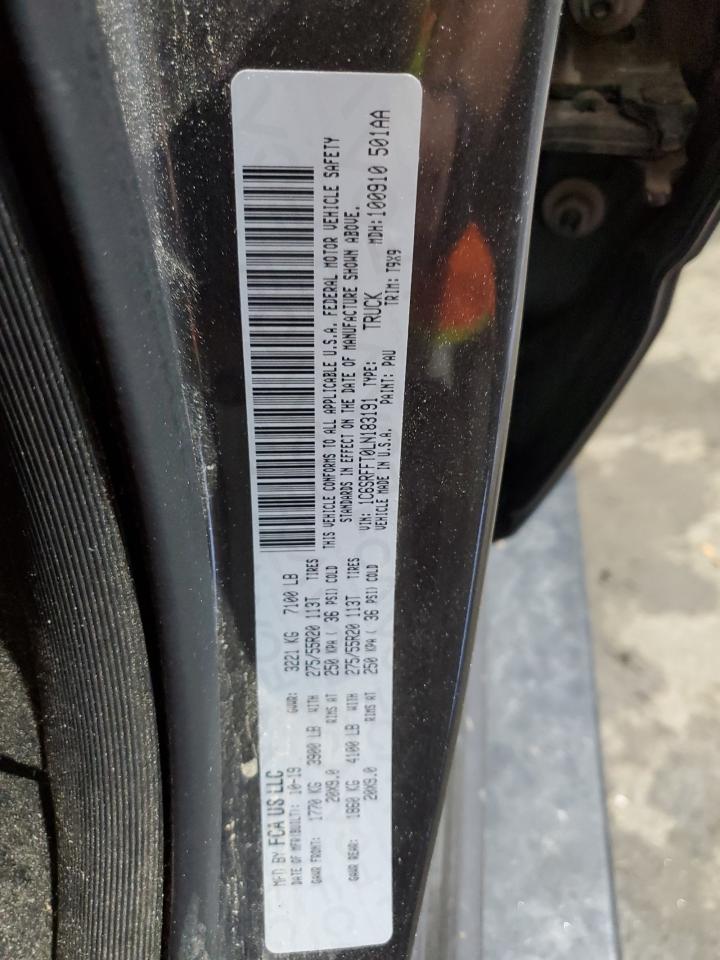 MFD BY FCA US LLC
DATE OF MFR(BUILT): 10-19 GVWR: 3221 KG 7100 LB
GAWR FRONT: 1770 KG 3900 LB WITH 275/55R20 113T TIRES
20X9.0 RIMS AT 250 KPA ( 36 PSI) COLD
GAWR REAR: 1860 KG 4100 LB WITH 275/55R20 113T TIRES
20X9.0 RIMS AT 250 KPA ( 36 PSI) COLD
THIS VEHICLE CONFORMS TO ALL APPLICABLE U.S.A. FEDERAL MOTOR VEHICLE SAFETY
STANDARDS IN EFFECT ON THE DATE OF MANUFACTURE SHOWN ABOVE.
VIN: 1C6SRFFT0LN183191 TYPE: TRUCK MDH:100910 501AA
VEHICLE MADE IN U.S.A. PAINT: PAU TRIM: T9X9